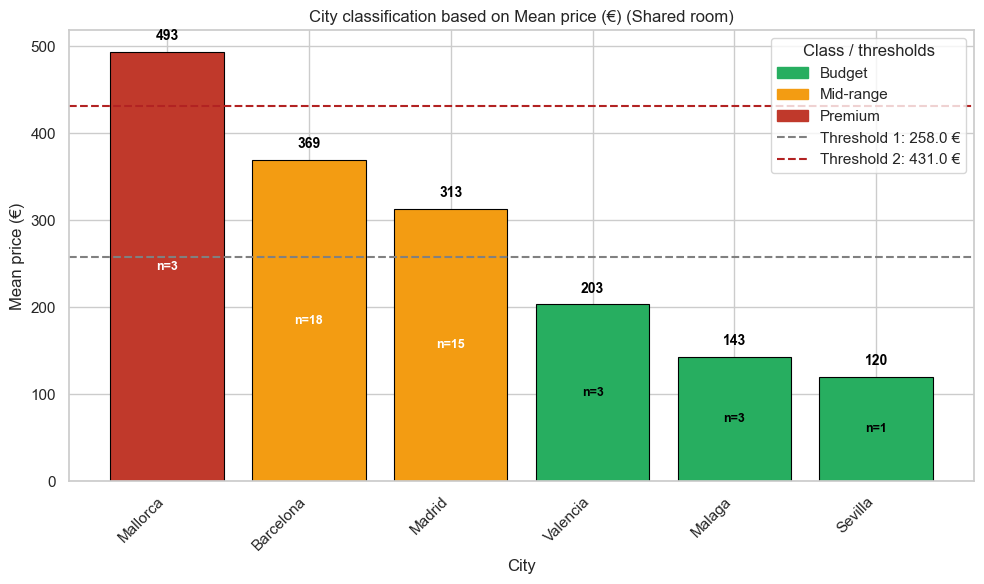 City classification based on Mean price (€) (Shared room)
Class / thresholds
Budget
Mid-range
Premium
Threshold 1: 258.0 €
Threshold 2: 431.0 €
Mean price (€)
500
400
300
200
100
0
493
369
313
203
143
120
n=3
n=18
n=15
n=3
n=3
n=1
Mallorca
Barcelona
Madrid
Valencia
Malaga
Sevilla
City